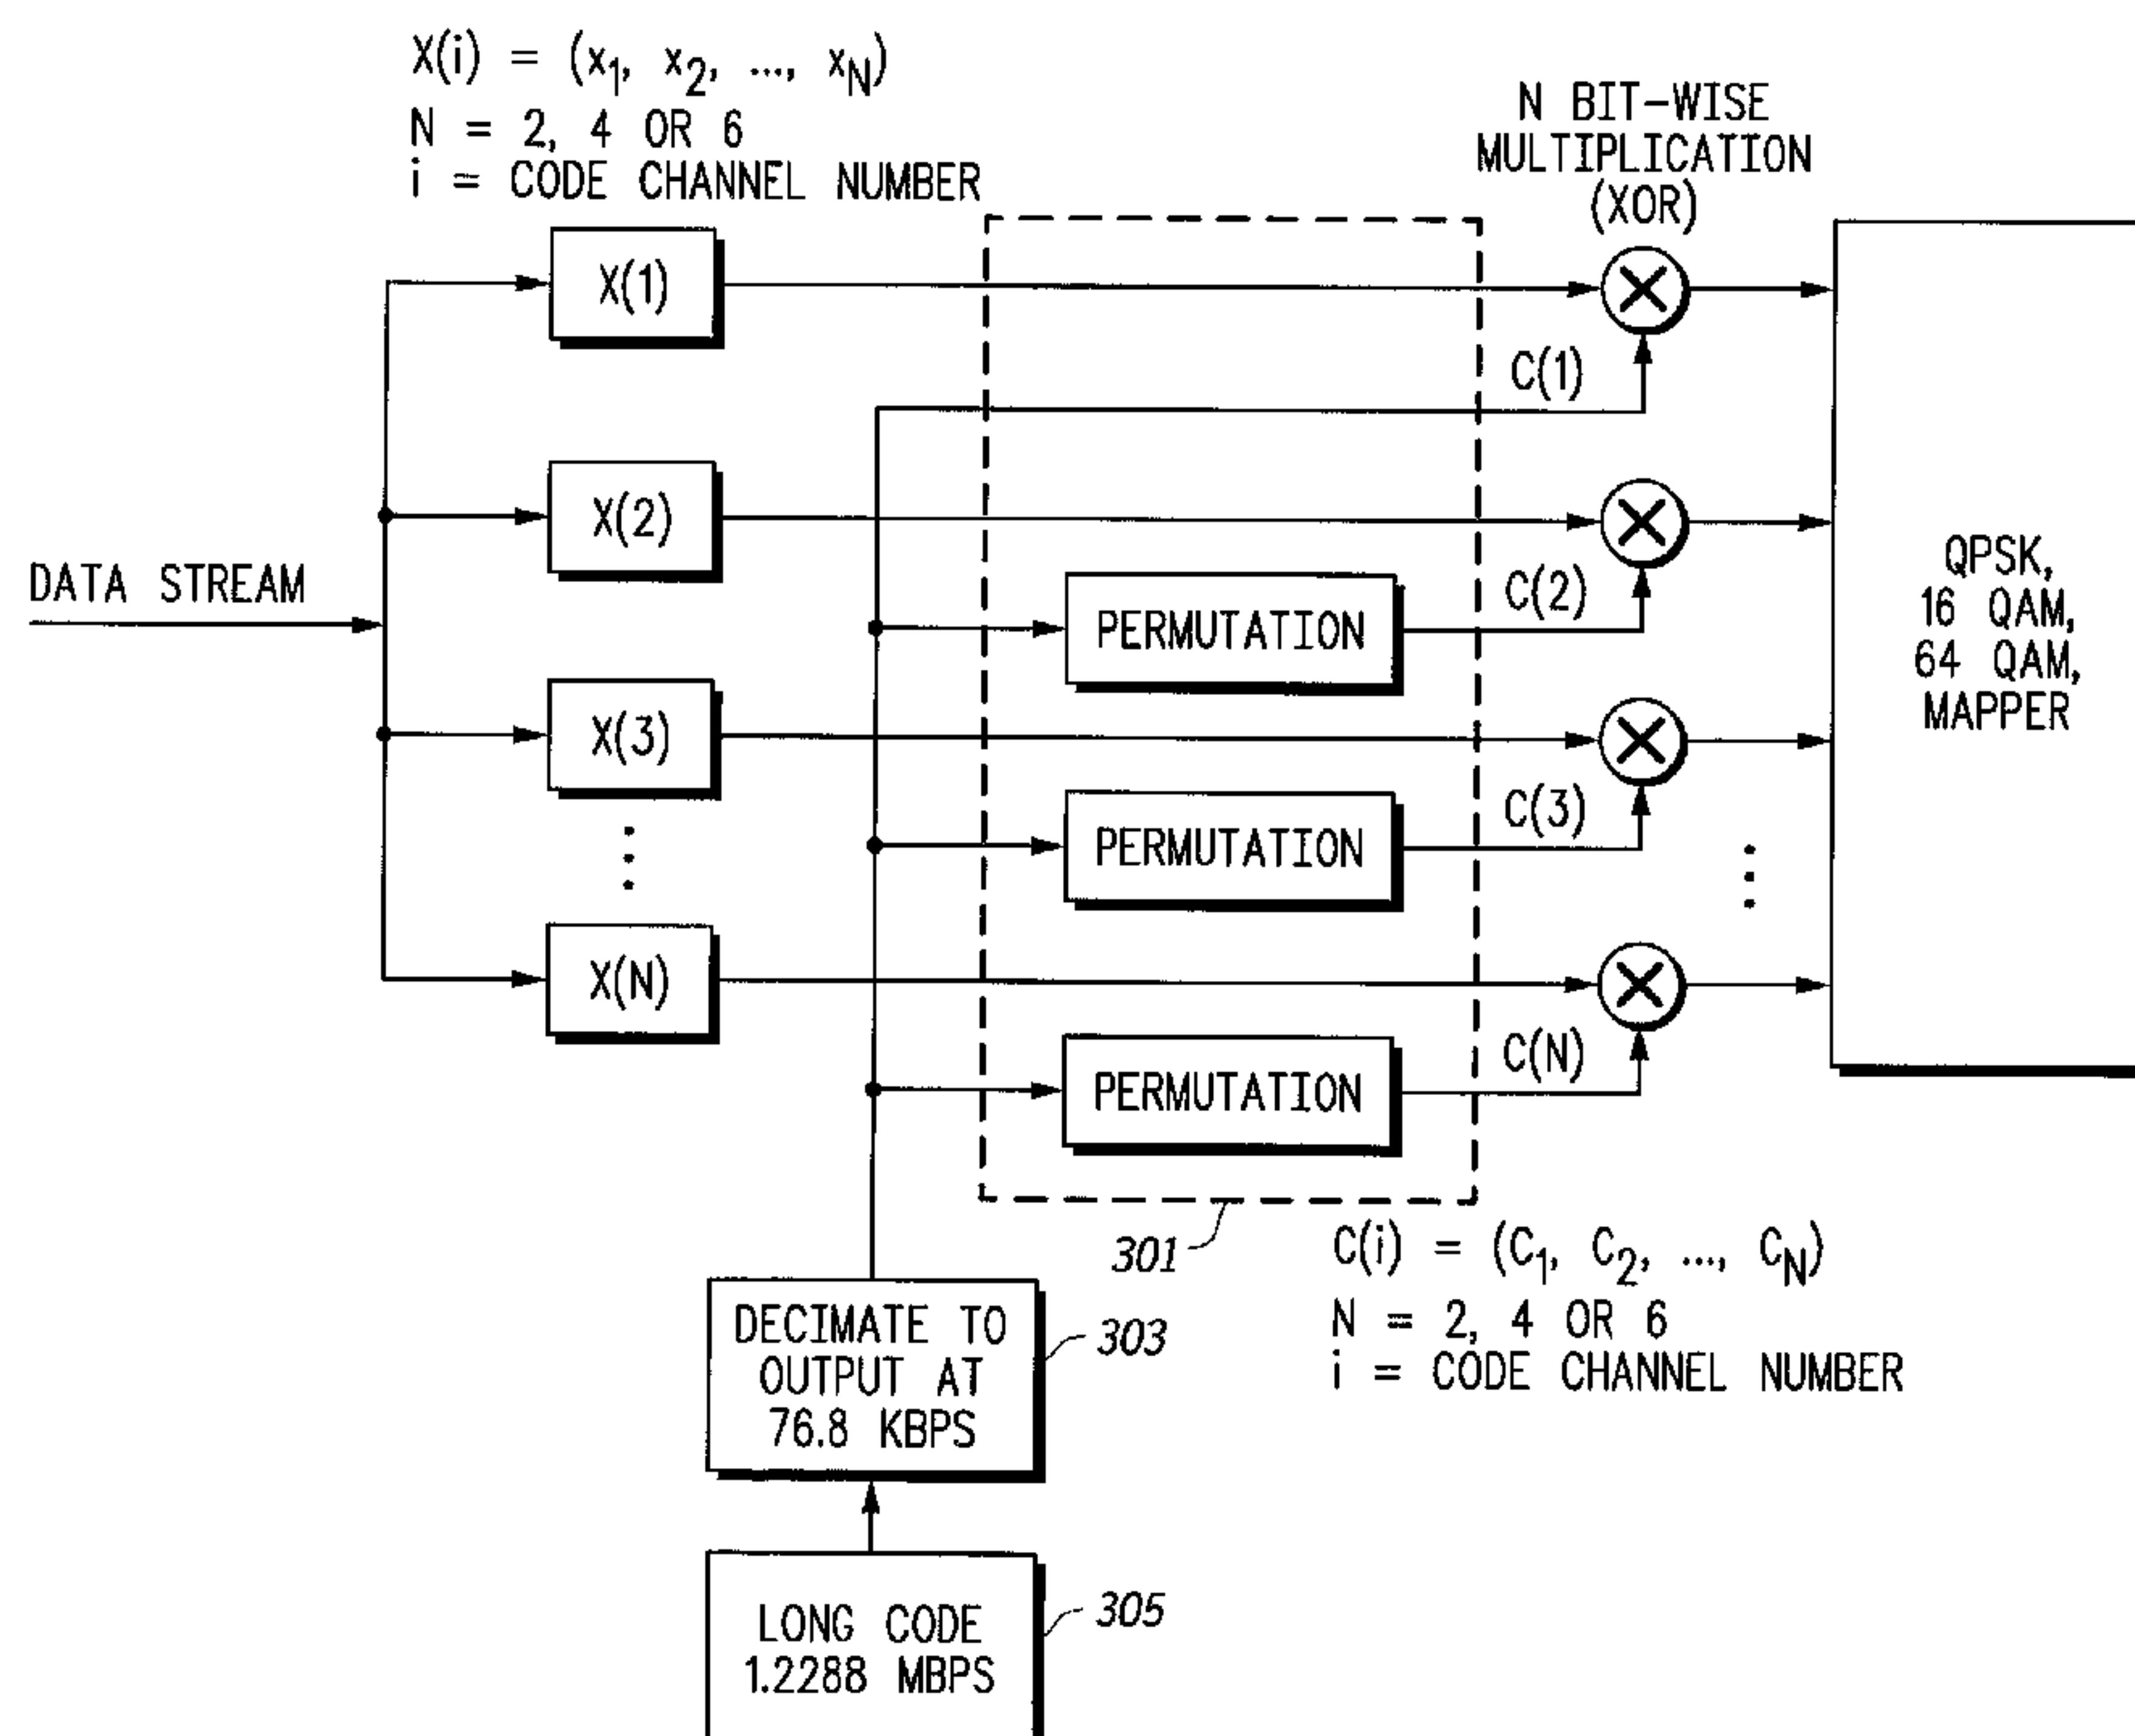 X(i) = (x1, x2, ..., xN)
N = 2, 4 OR 6
i = CODE CHANNEL NUMBER
N BIT-WISE
MULTIPLICATION
(XOR)
X(1)
C(1)
X(2)
DATA STREAM
PERMUTATION
C(2)
QPSK,
16 QAM,
64 QAM,
MAPPER
X(3)
PERMUTATION
C(3)
X(N)
PERMUTATION
C(N)
301
C(i) = (C1, C2, ..., CN)
N = 2, 4 OR 6
i = CODE CHANNEL NUMBER
DECIMATE TO
OUTPUT AT
76.8 KBPS
303
LONG CODE
1.2288 MBPS
305